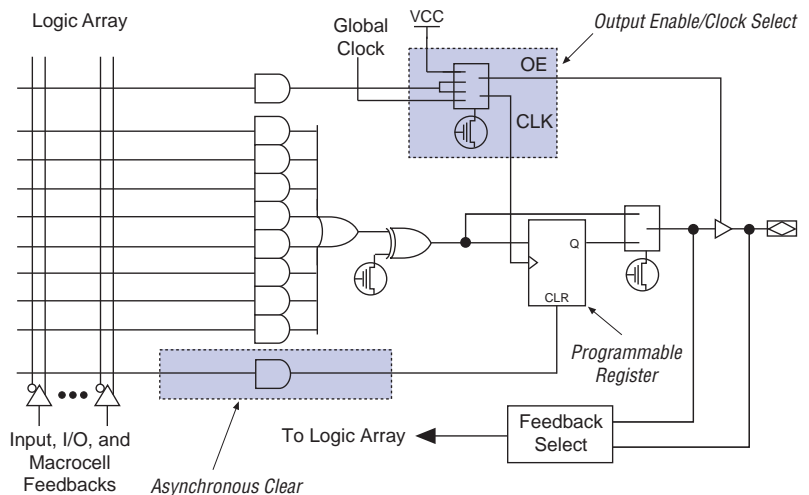 Logic Array
Global
Clock
VCC
Output Enable/Clock Select
OE
CLK
Q
CLR
Programmable
Register
Input, I/O, and
Macrocell
Feedbacks
Asynchronous Clear
To Logic Array
Feedback
Select